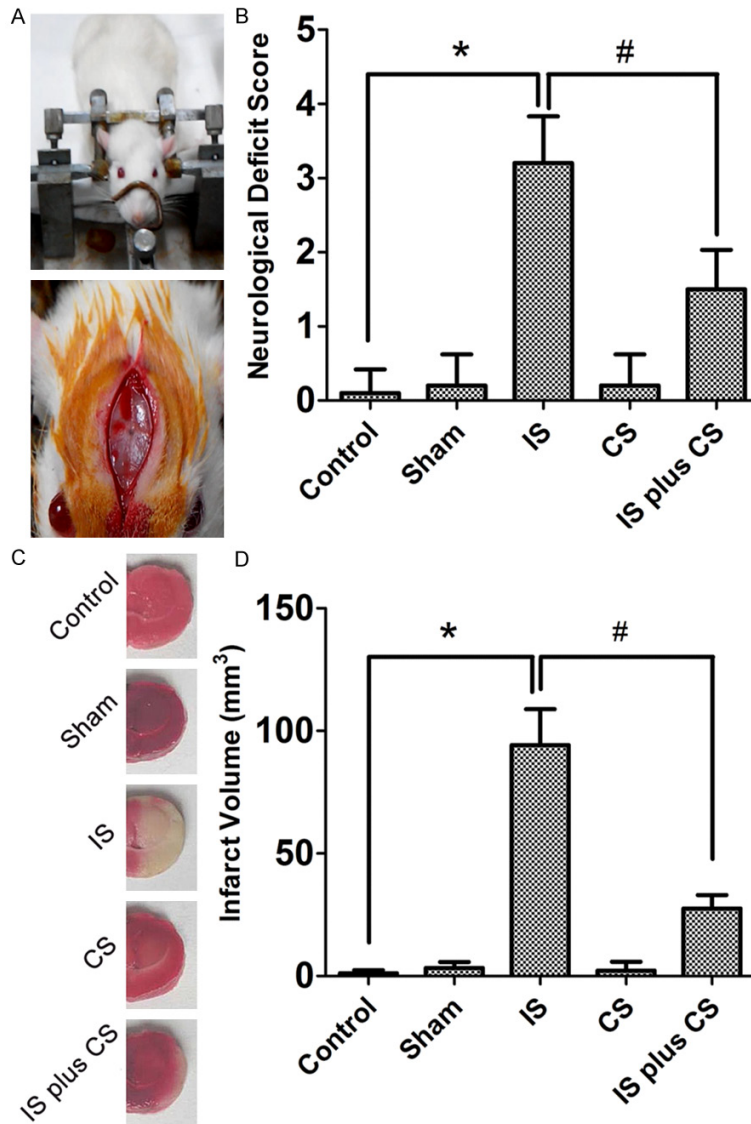 A
B
Neurological Deficit Score
5
4
3
2
1
0
*
#
Control
Sham
IS
CS
IS plus CS
C
Control
Sham
IS
CS
IS plus CS
D
Infarct Volume (mm³)
150
100
50
0
*
#
Control
Sham
IS
CS
IS plus CS